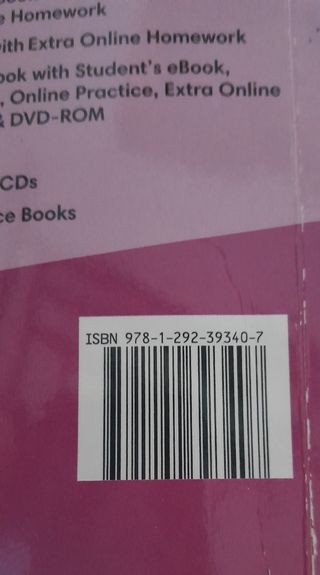 e Homework
ith Extra Online Homework
ook with Student's eBook,
, Online Practice, Extra Online
& DVD-ROM
CDs
ce Books
ISBN 978-1-292-39340-7